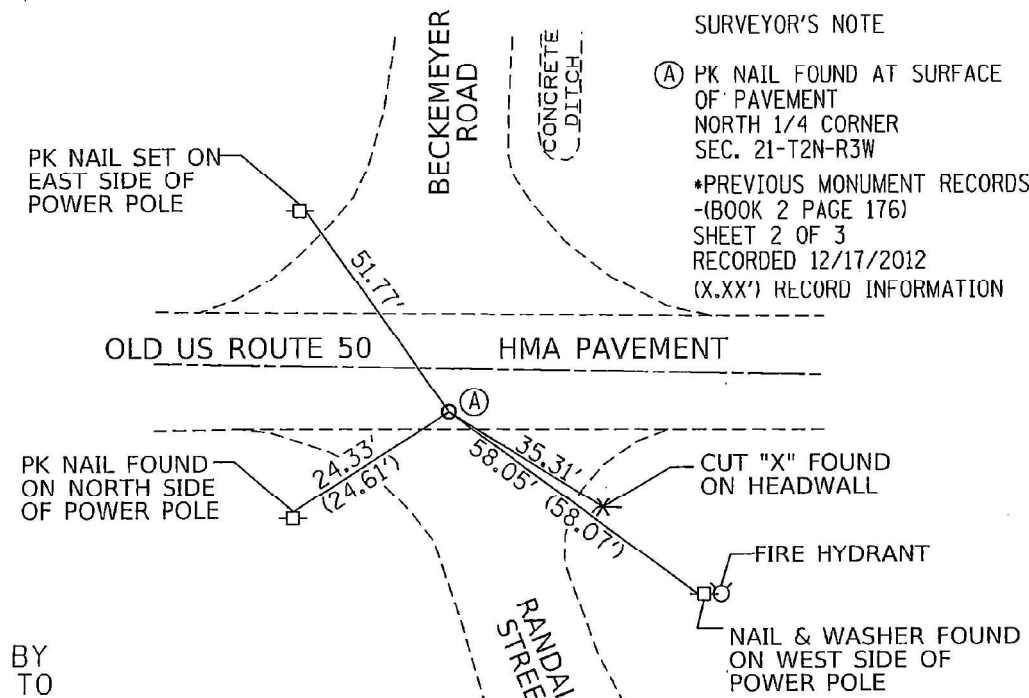 SURVEYOR'S NOTE
Ⓐ PK NAIL FOUND AT SURFACE
OF PAVEMENT
NORTH 1/4 CORNER
SEC. 21-T2N-R3W
*PREVIOUS MONUMENT RECORDS
-(BOOK 2 PAGE 176)
SHEET 2 OF 3
RECORDED 12/17/2012
(X.XX') RECORD INFORMATION
BECKEMEYER
ROAD
CONCRETE
DITCH
PK NAIL SET ON
EAST SIDE OF
POWER POLE
51.77'
OLD US ROUTE 50
HMA PAVEMENT
Ⓐ
PK NAIL FOUND
ON NORTH SIDE
OF POWER POLE
24.33'
(24.61')
35.31'
58.05' (58.07')
CUT "X" FOUND
ON HEADWALL
FIRE HYDRANT
NAIL & WASHER FOUND
ON WEST SIDE OF
POWER POLE
BY
TO